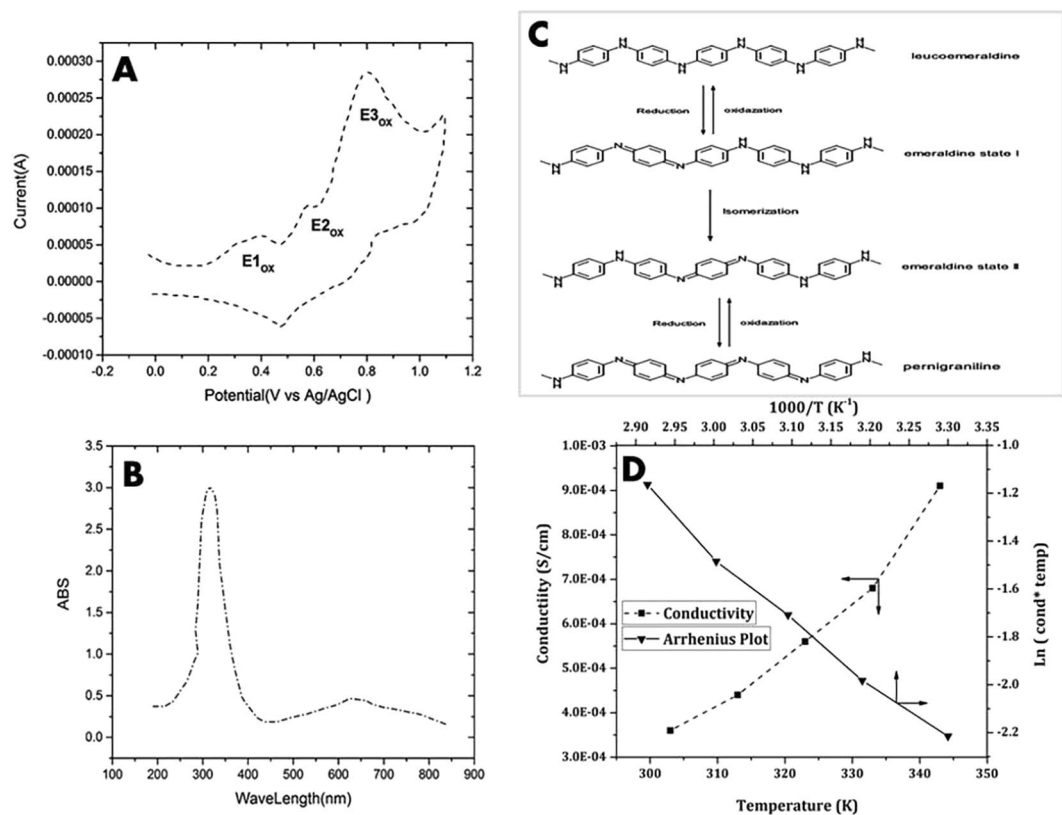 A
0.00030
0.00025
0.00020
0.00015
0.00010
0.00005
0.00000
-0.00005
-0.00010
Current(A)
E1ox
E2ox
E3ox
-0.2 0.0 0.2 0.4 0.6 0.8 1.0 1.2
Potential(V vs Ag/AgCl )
C
leucoemeraldine
Reduction oxidazation
emeraldine state I
Isomerization
emeraldine state II
Reduction oxidazation
pernigraniline
B
3.5
3.0
2.5
2.0
1.5
1.0
0.5
0.0
ABS
100 200 300 400 500 600 700 800 900
WaveLength(nm)
1000/T (K-1)
2.90 2.95 3.00 3.05 3.10 3.15 3.20 3.25 3.30 3.35
D
1.0E-03
9.0E-04
8.0E-04
7.0E-04
6.0E-04
5.0E-04
4.0E-04
3.0E-04
Conductiity (S/cm)
Conductivity
Arrhenius Plot
-1.0
-1.2
-1.4
-1.6
-1.8
-2.0
-2.2
Ln ( cond* temp)
300 310 320 330 340 350
Temperature (K)